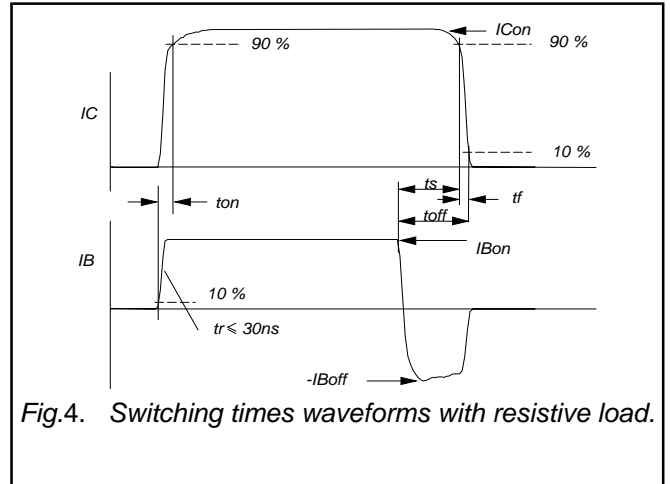 ICon
90 %
90 %
IC
10 %
ts
ton
tf
toff
IB
IBon
10 %
tr ⩽ 30ns
-IBoff
Fig.4. Switching times waveforms with resistive load.